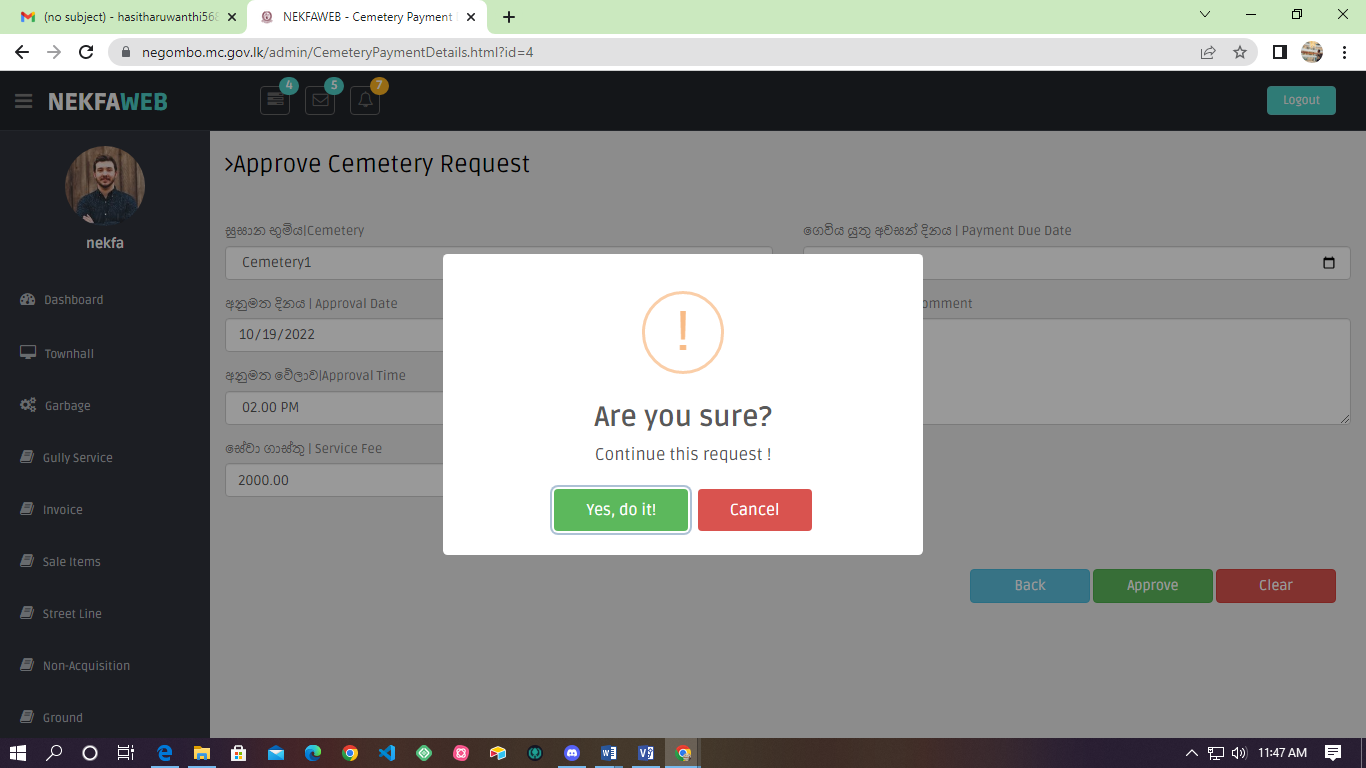 (no subject) - hasitharuwanthi568
NEKFAWEB - Cemetery Payment
negombo.mc.gov.lk/admin/CemeteryPaymentDetails.html?id=4
NEKFAWEB
4
5
7
Logout
nekfa
Dashboard
Townhall
Garbage
Gully Service
Invoice
Sale Items
Street Line
Non-Acquisition
Ground
>Approve Cemetery Request
සුසාන භූමිය|Cemetery
Cemetery1
අනුමත දිනය | Approval Date
10/19/2022
අනුමත වේලාව|Approval Time
02.00 PM
සේවා ගාස්තු | Service Fee
2000.00
ගෙවිය යුතු අවසන් දිනය | Payment Due Date
omment
!
Are you sure?
Continue this request !
Yes, do it!
Cancel
Back
Approve
Clear
11:47 AM